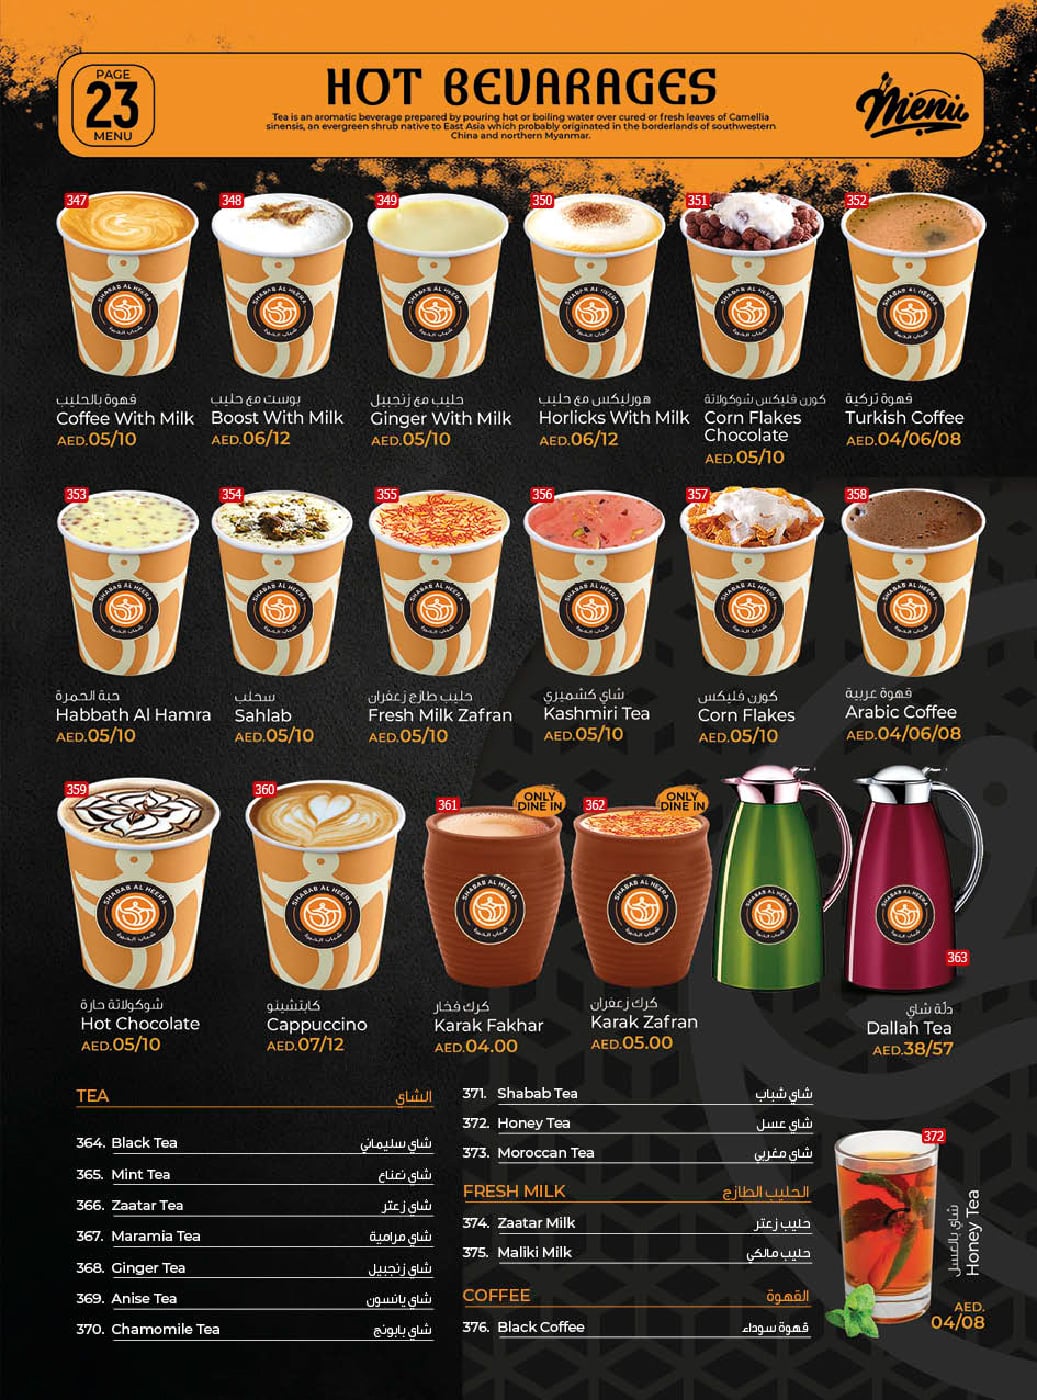 PAGE
23
MENU
HOT BEVARAGES
Tea is an aromatic beverage prepared by pouring hot or boiling water over cured or fresh leaves of Camellia
sinensis, an evergreen shrub native to East Asia which probably originated in the borderlands of southwestern
China and northern Myanmar.
Menu
347
348
349
350
351
352
SHABAB AL HEERA
شباب الحيرة
قهوة بالحليب
Coffee With Milk
AED.05/10
بوست مع حليب
Boost With Milk
AED.06/12
حليب مع زنجبيل
Ginger With Milk
AED.05/10
هورليكس مع حليب
Horlicks With Milk
AED.06/12
كورن فليكس شوكولاتة
Corn Flakes
Chocolate
AED.05/10
قهوة تركية
Turkish Coffee
AED.04/06/08
353
354
355
356
357
358
حبة الحمرة
Habbath Al Hamra
AED.05/10
سحلب
Sahlab
AED.05/10
حليب طازج زعفران
Fresh Milk Zafran
AED.05/10
شاي كشميري
Kashmiri Tea
AED.05/10
كورن فليكس
Corn Flakes
AED.05/10
قهوة عربية
Arabic Coffee
AED.04/06/08
359
360
361
ONLY
DINE IN
362
ONLY
DINE IN
363
شوكولاتة حارة
Hot Chocolate
AED.05/10
كابتشينو
Cappuccino
AED.07/12
كرك فخار
Karak Fakhar
AED.04.00
كرك زعفران
Karak Zafran
AED.05.00
دلّة شاي
Dallah Tea
AED.38/57
TEA الشاي
364. Black Tea شاي سليماني
365. Mint Tea شاي نعناع
366. Zaatar Tea شاي زعتر
367. Maramia Tea شاي مرامية
368. Ginger Tea شاي زنجبيل
369. Anise Tea شاي يانسون
370. Chamomile Tea شاي بابونج
371. Shabab Tea شاي شباب
372. Honey Tea شاي عسل
373. Moroccan Tea شاي مغربي
FRESH MILK الحليب الطازج
374. Zaatar Milk حليب زعتر
375. Maliki Milk حليب مالكي
COFFEE القهوة
376. Black Coffee قهوة سوداء
372
شاي بالعسل
Honey Tea
AED.
04/08